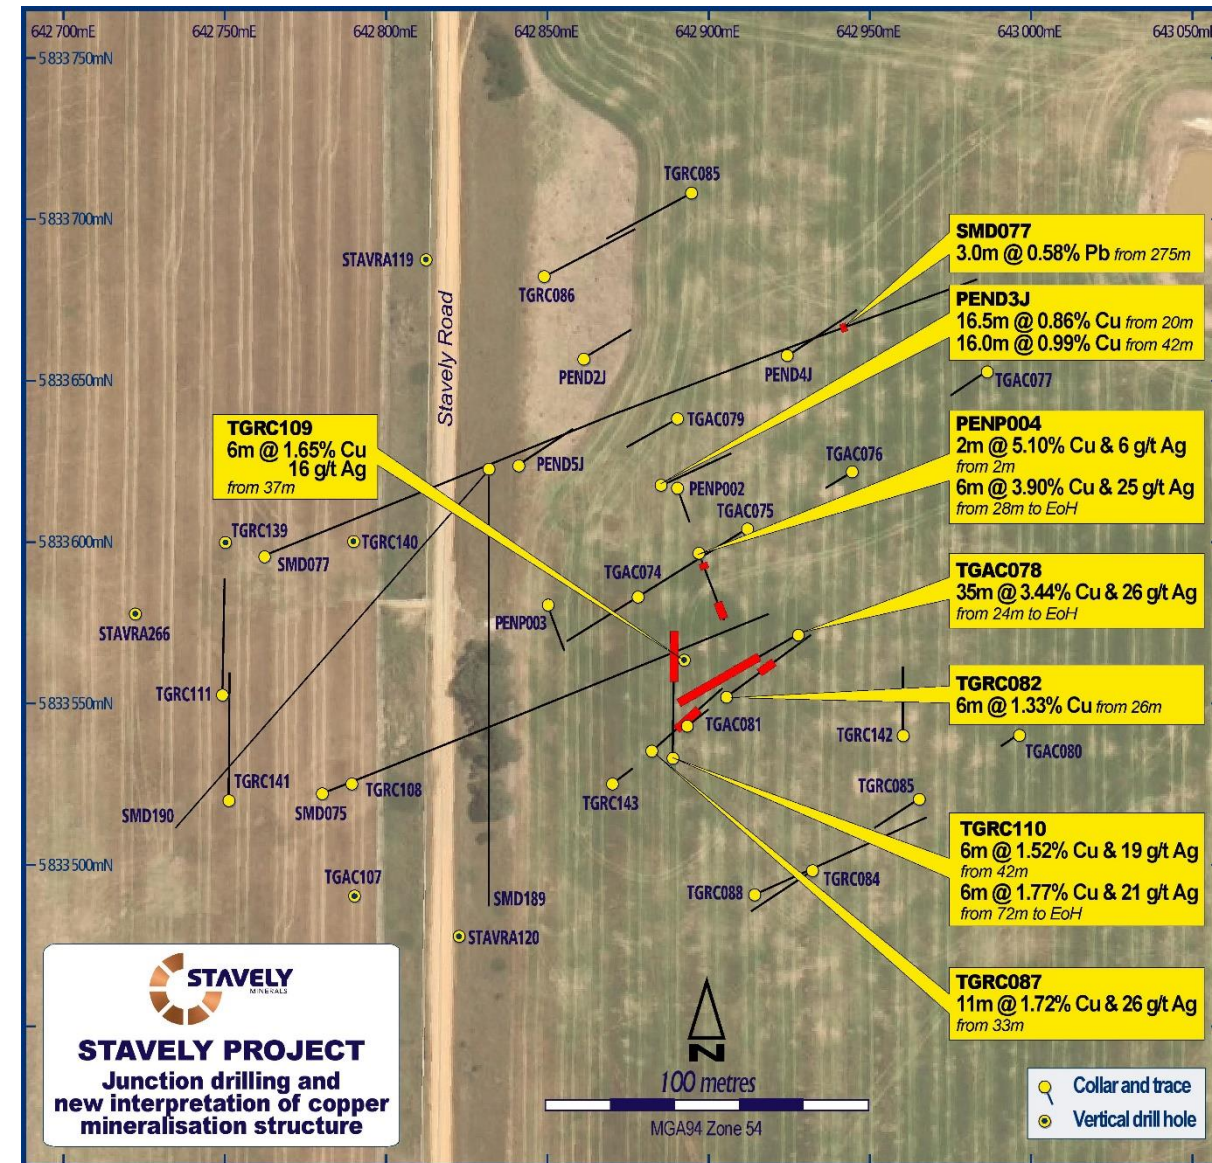 642 700mE
642 750mE
642 800mE
642 850mE
642 900mE
642 950mE
643 000mE
643 050m
5 833 750mN
5 833 700mN
5 833 650mN
5 833 600mN
5 833 550mN
5 833 500mN
TGRC085
STAVRA119
TGRC086
Stavely Road
PEND2J
PEND4J
TGAC077
TGAC079
PEND5J
TGAC076
PENP002
TGAC075
TGRC139
SMD077
TGRC140
TGAC074
STAVRA266
PENP003
TGRC111
TGAC081
TGRC142
TGAC080
TGRC141
SMD190
SMD075
TGRC108
TGRC143
TGRC085
TGAC107
TGRC084
TGRC088
SMD189
STAVRA120
SMD077
3.0m @ 0.58% Pb from 275m
PEND3J
16.5m @ 0.86% Cu from 20m
16.0m @ 0.99% Cu from 42m
TGRC109
6m @ 1.65% Cu
16 g/t Ag
from 37m
PENP004
2m @ 5.10% Cu & 6 g/t Ag
from 2m
6m @ 3.90% Cu & 25 g/t Ag
from 28m to EoH
TGAC078
35m @ 3.44% Cu & 26 g/t Ag
from 24m to EoH
TGRC082
6m @ 1.33% Cu from 26m
TGRC110
6m @ 1.52% Cu & 19 g/t Ag
from 42m
6m @ 1.77% Cu & 21 g/t Ag
from 72m to EoH
TGRC087
11m @ 1.72% Cu & 26 g/t Ag
from 33m
STAVELY
MINERALS
STAVELY PROJECT
Junction drilling and
new interpretation of copper
mineralisation structure
N
100 metres
MGA94 Zone 54
Collar and trace
Vertical drill hole